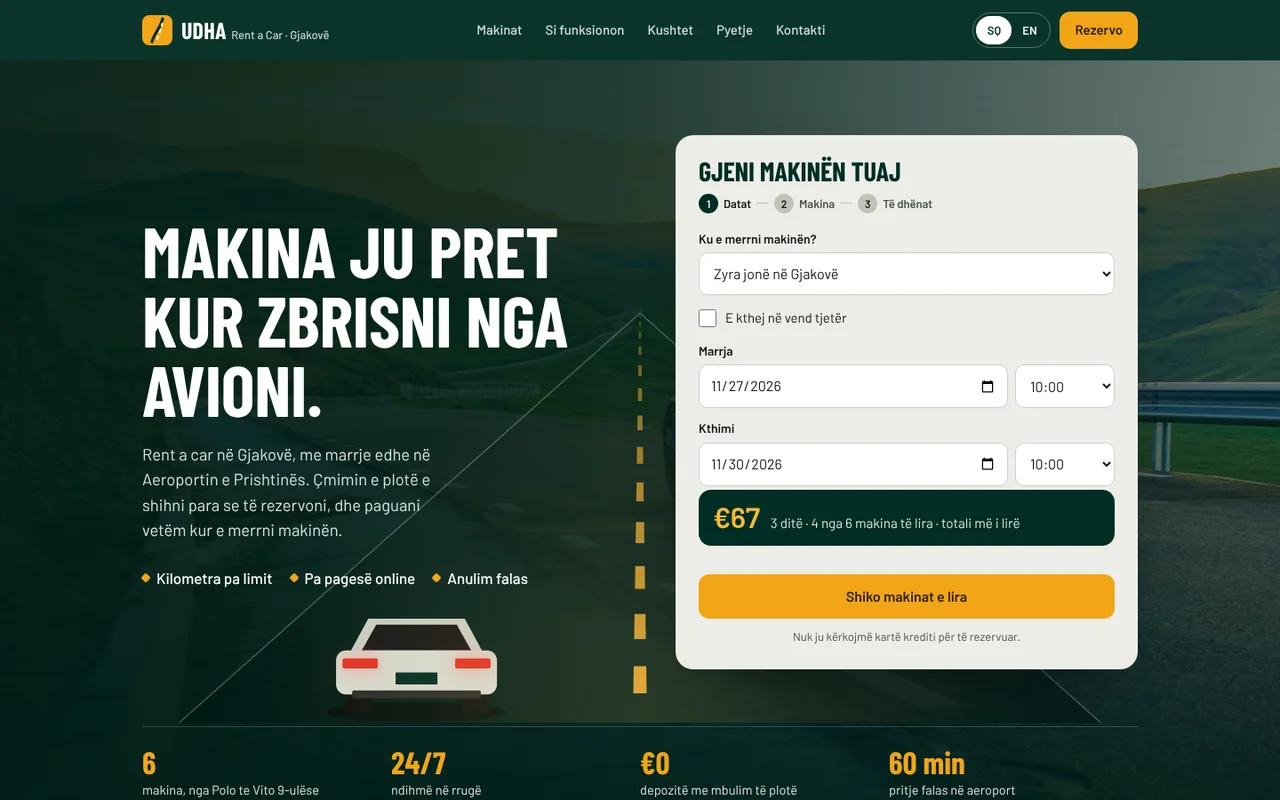 UDHA Rent a Car · Gjakovë
Makinat Si funksionon Kushtet Pyetje Kontakti
SQ EN Rezervo
MAKINA JU PRET
KUR ZBRISNI NGA
AVIONI.
Rent a car në Gjakovë, me marrje edhe në
Aeroportin e Prishtinës. Çmimin e plotë e
shihni para se të rezervoni, dhe paguani
vetëm kur e merrni makinën.
Kilometra pa limit Pa pagesë online Anulim falas
GJENI MAKINËN TUAJ
1 Datat 2 Makina 3 Të dhënat
Ku e merrni makinën?
Zyra jonë në Gjakovë
E kthej në vend tjetër
Marrja
11/27/2026 10:00
Kthimi
11/30/2026 10:00
€67 3 ditë · 4 nga 6 makina të lira · totali më i lirë
Shiko makinat e lira
Nuk ju kërkojmë kartë krediti për të rezervuar.
6 24/7 €0 60 min
makina, nga Polo te Vito 9-ulëse ndihmë në rrugë depozitë me mbulim të plotë pritje falas në aeroport